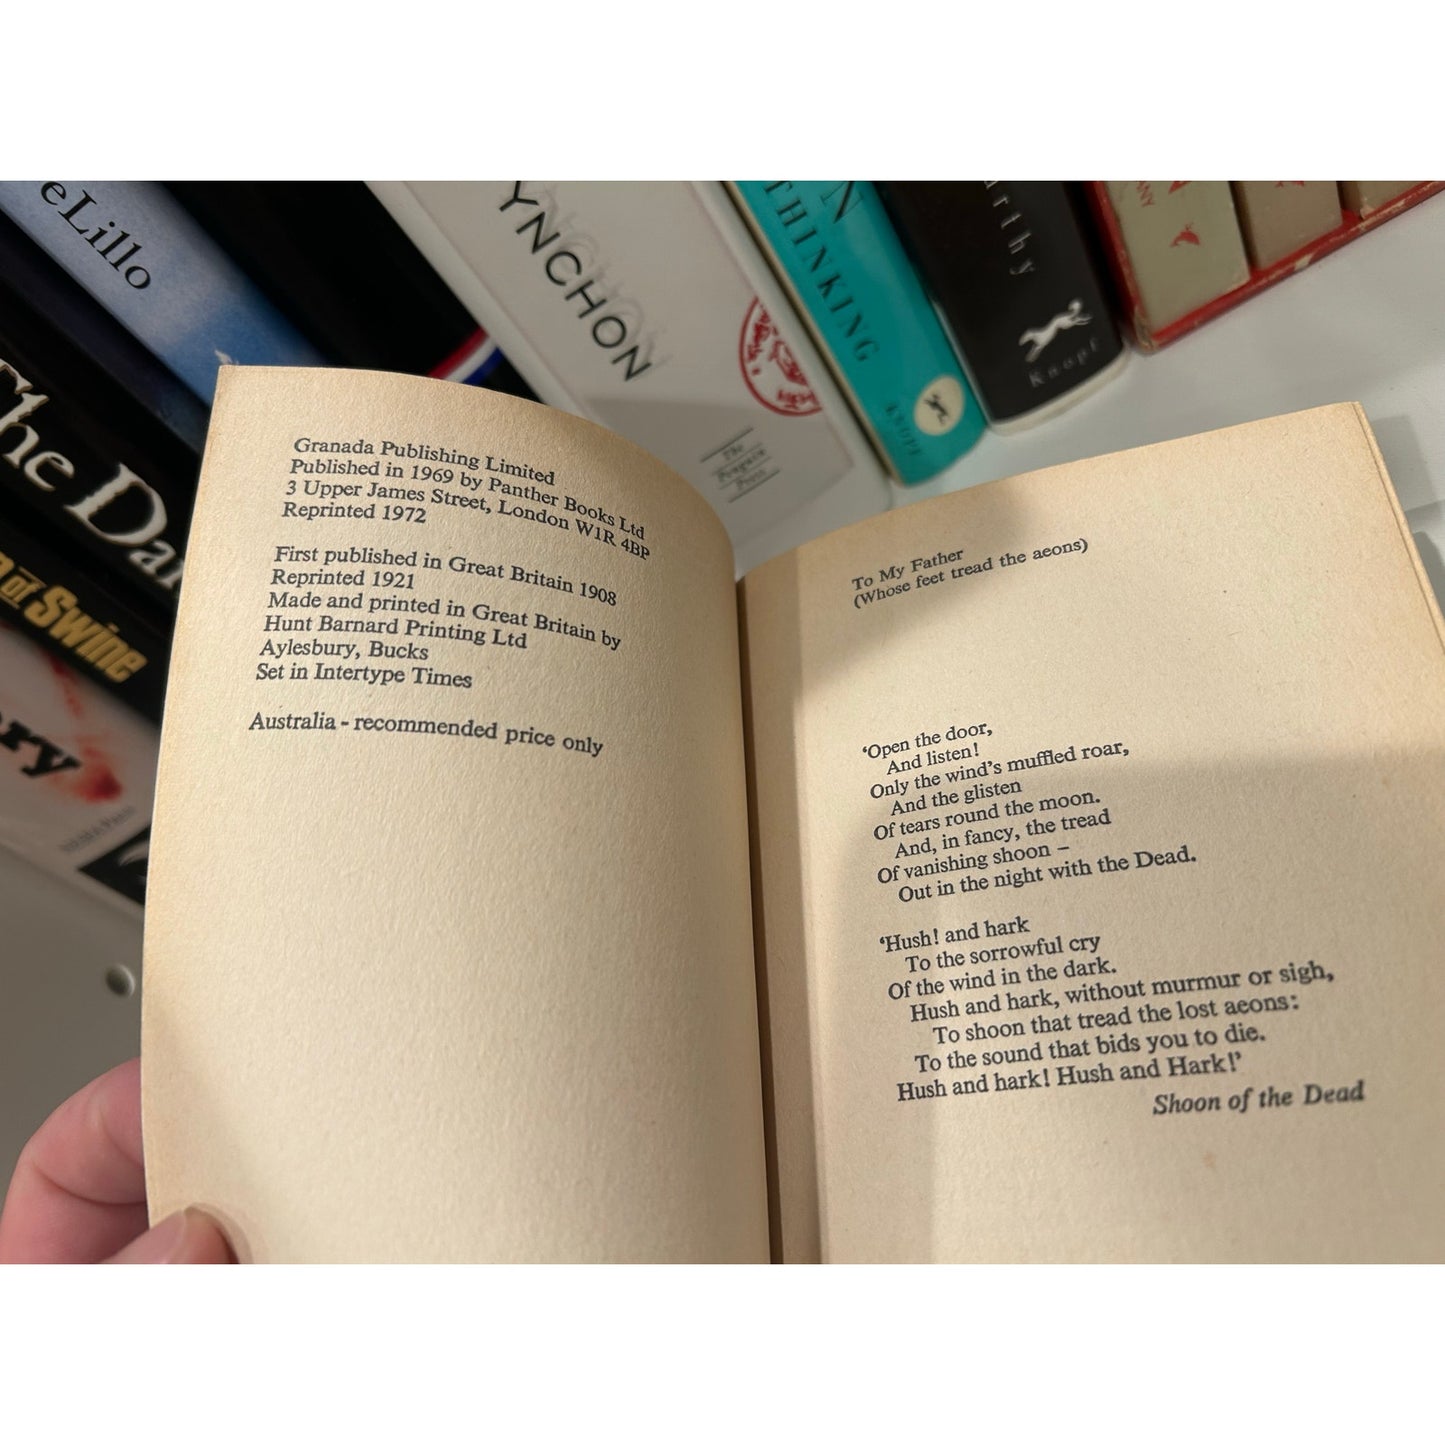 eLillo
The Da
of Swine
ory
YNCHON
The
Penguin
Press
N
THINKING
KNOPF
arthy
Knopf
ANY
Granada Publishing Limited
Published in 1969 by Panther Books Ltd
3 Upper James Street, London W1R 4BP
Reprinted 1972
First published in Great Britain 1908
Reprinted 1921
Made and printed in Great Britain by
Hunt Barnard Printing Ltd
Aylesbury, Bucks
Set in Intertype Times
Australia - recommended price only
To My Father
(Whose feet tread the aeons)
‘Open the door,
And listen!
Only the wind’s muffled roar,
And the glisten
Of tears round the moon.
And, in fancy, the tread
Of vanishing shoon –
Out in the night with the Dead.
‘Hush! and hark
To the sorrowful cry
Of the wind in the dark.
Hush and hark, without murmur or sigh,
To shoon that tread the lost aeons:
To the sound that bids you to die.
Hush and hark! Hush and Hark!’
Shoon of the Dead